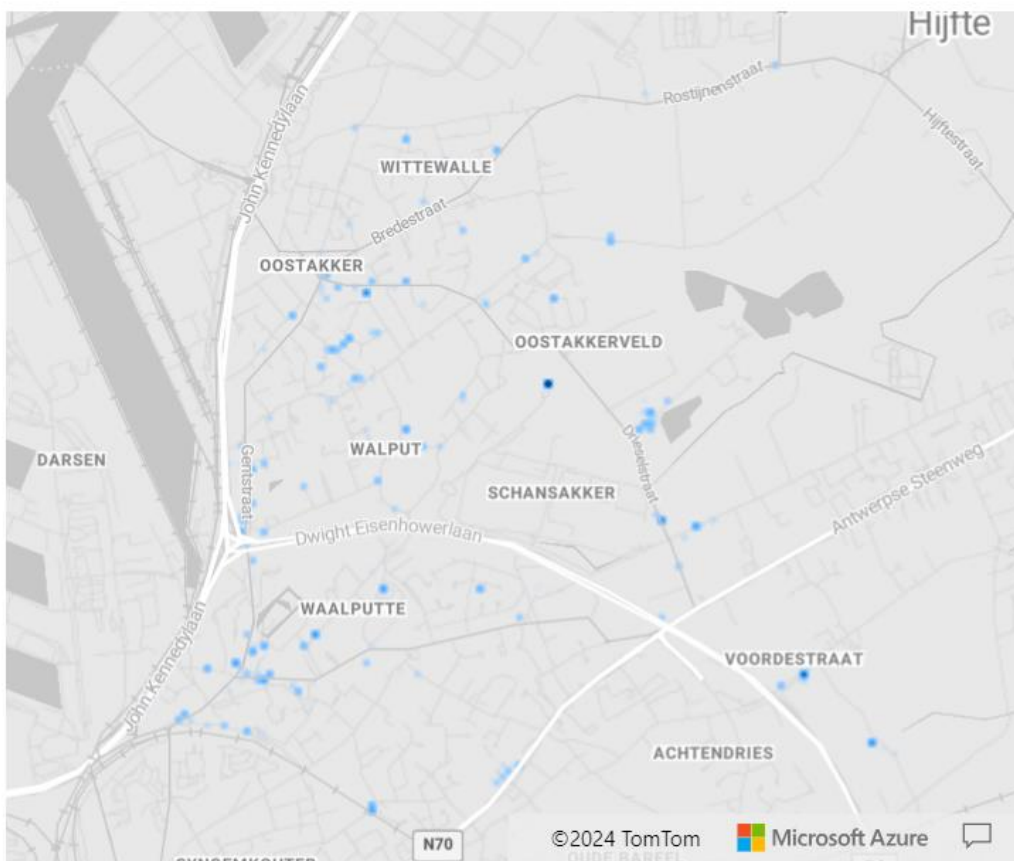 Hijfte
Rostijnenstraat
Hijftestraat
John Kennedylaan
WITTEWALLE
Bredestraat
OOSTAKKER
OOSTAKKERVELD
DARSEN
Gentstraat
WALPUT
Drieselstraat
SCHANSAKKER
Antwerpse Steenweg
Dwight Eisenhowerlaan
WAALPUTTE
John Kennedylaan
VOORDESTRAAT
ACHTENDRIES
N70
©2024 TomTom
Microsoft Azure